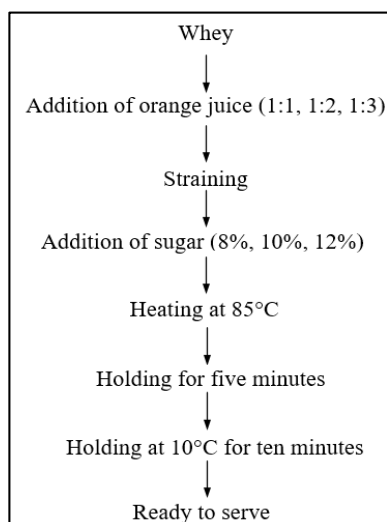 Whey
Addition of orange juice (1:1, 1:2, 1:3)
Straining
Addition of sugar (8%, 10%, 12%)
Heating at 85°C
Holding for five minutes
Holding at 10°C for ten minutes
Ready to serve